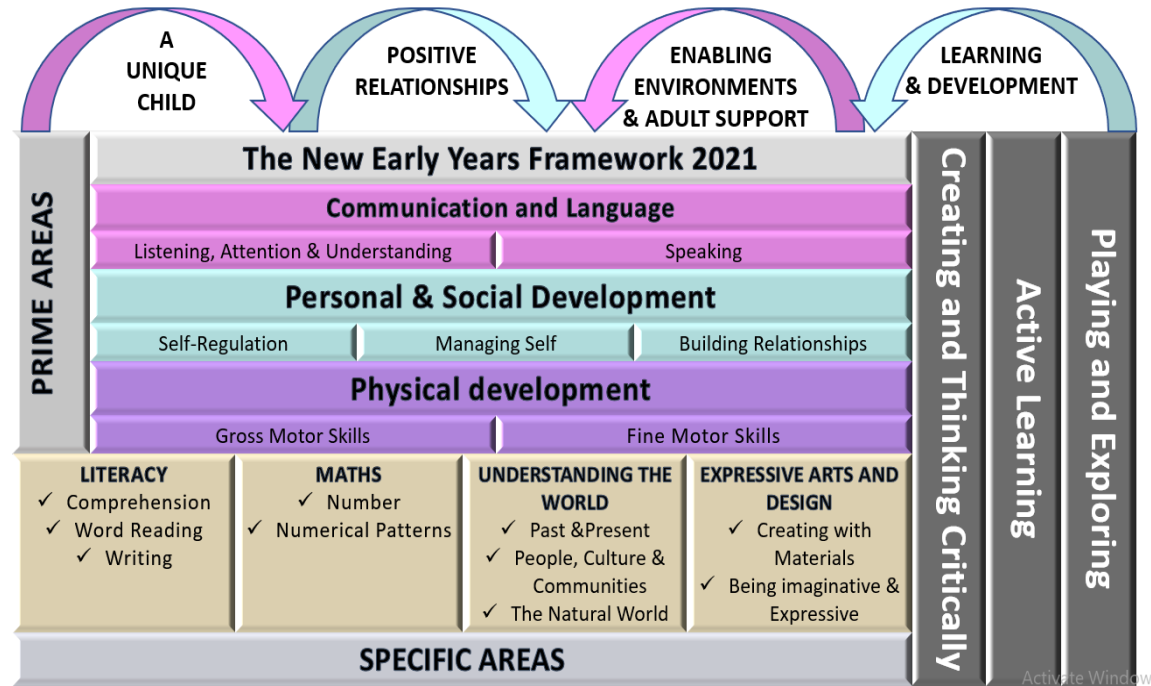 A
UNIQUE
CHILD
POSITIVE
RELATIONSHIPS
ENABLING
ENVIRONMENTS
& ADULT SUPPORT
LEARNING
& DEVELOPMENT
PRIME AREAS
The New Early Years Framework 2021
Communication and Language
Listening, Attention & Understanding
Speaking
Personal & Social Development
Self-Regulation
Managing Self
Building Relationships
Physical development
Gross Motor Skills
Fine Motor Skills
LITERACY
✓ Comprehension
✓ Word Reading
✓ Writing
MATHS
✓ Number
✓ Numerical Patterns
UNDERSTANDING THE
WORLD
✓ Past &Present
✓ People, Culture &
Communities
✓ The Natural World
EXPRESSIVE ARTS AND
DESIGN
✓ Creating with
Materials
✓ Being imaginative &
Expressive
SPECIFIC AREAS
Creating and Thinking Critically
Active Learning
Playing and Exploring
Activate Window